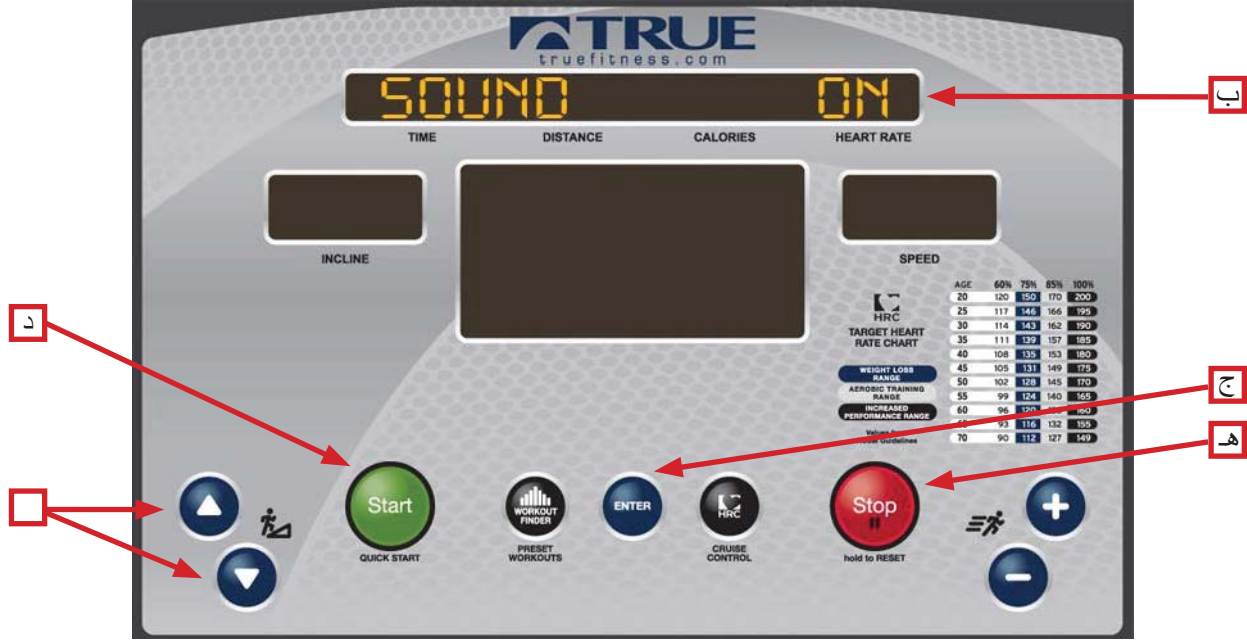 TRUE
truefitness.com
SOUND ON
TIME DISTANCE CALORIES HEART RATE
ب
INCLINE
SPEED
HRC
TARGET HEART
RATE CHART
WEIGHT LOSS
RANGE
AEROBIC TRAINING
RANGE
INCREASED
PERFORMANCE RANGE
AGE 60% 75% 85% 100%
20 120 150 170 200
25 117 146 166 195
30 114 143 162 190
35 111 139 157 185
40 108 135 153 180
45 105 131 149 175
50 102 128 145 170
55 99 124 140 165
60 96 120 160
93 116 132 155
70 90 112 127 149
Values
Guidelines
د
ج
هـ
Start
QUICK START
WORKOUT
FINDER
PRESET
WORKOUTS
ENTER
HRC
CRUISE
CONTROL
Stop
hold to RESET
+
−